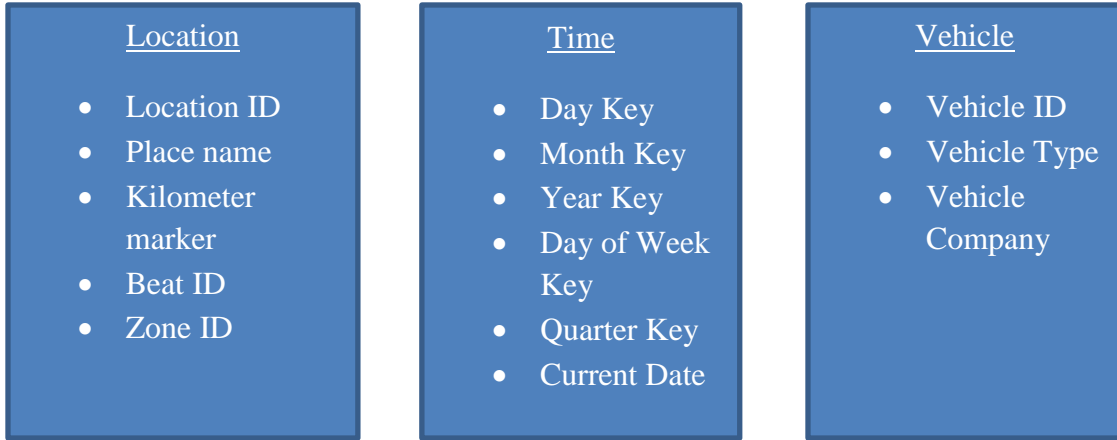 Location
• Location ID
• Place name
• Kilometer
marker
• Beat ID
• Zone ID
Time
• Day Key
• Month Key
• Year Key
• Day of Week
Key
• Quarter Key
• Current Date
Vehicle
• Vehicle ID
• Vehicle Type
• Vehicle
Company